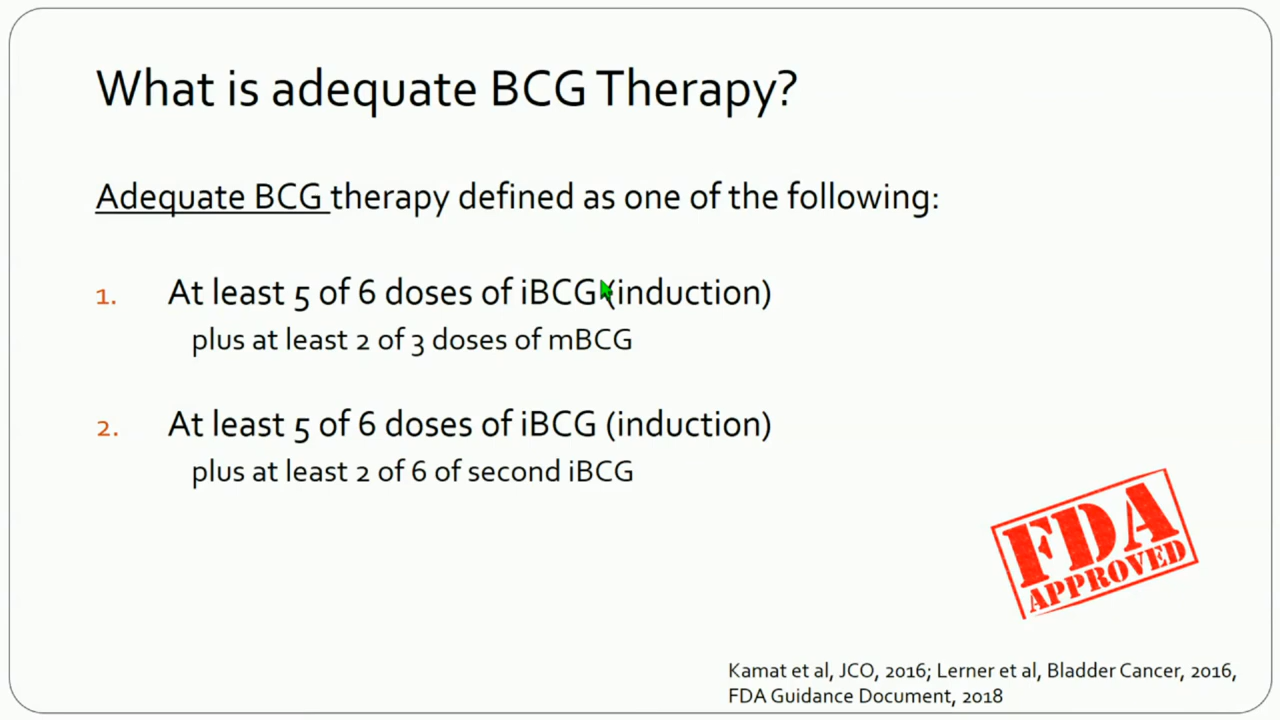 What is adequate BCG Therapy?
Adequate BCG therapy defined as one of the following:
1. At least 5 of 6 doses of iBCG (induction)
plus at least 2 of 3 doses of mBCG
2. At least 5 of 6 doses of iBCG (induction)
plus at least 2 of 6 of second iBCG
FDA
APPROVED
Kamat et al, JCO, 2016; Lerner et al, Bladder Cancer, 2016,
FDA Guidance Document, 2018